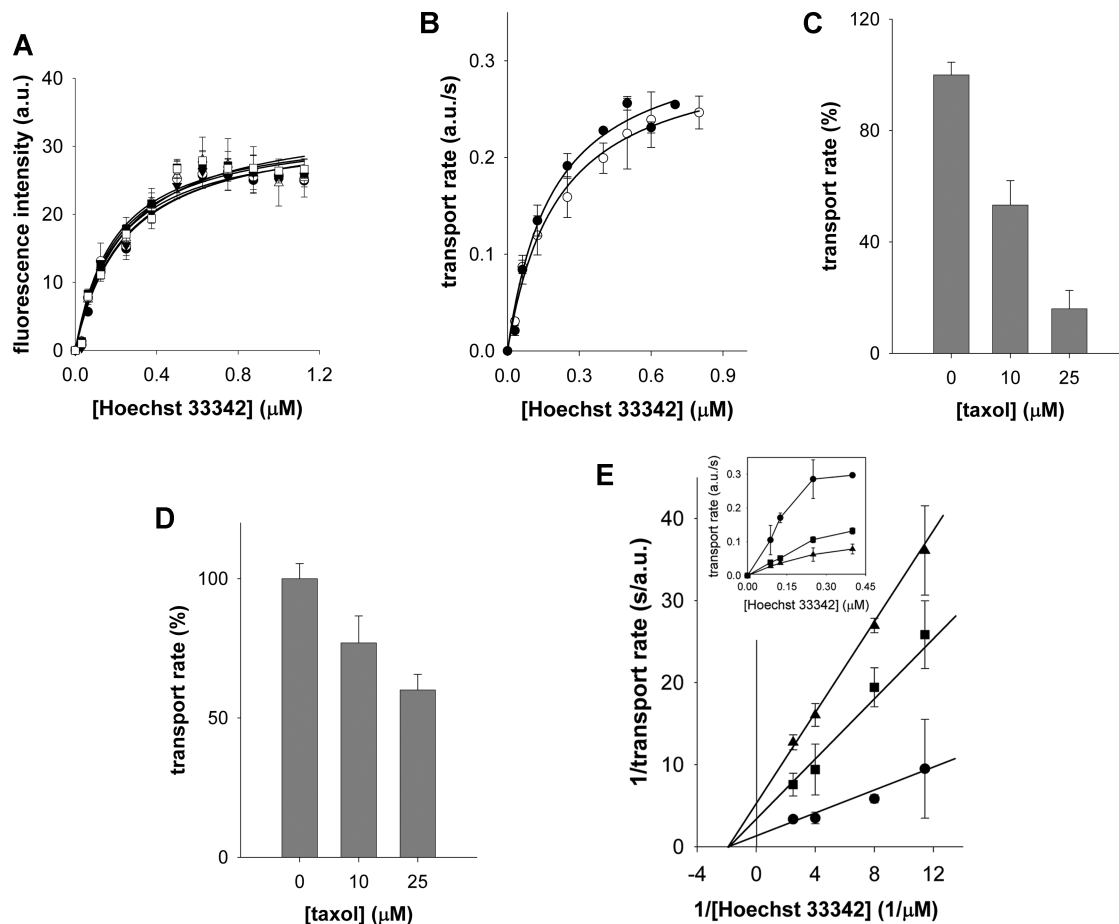 A
fluorescence intensity (a.u.)
40
30
20
10
0
0.0 0.4 0.8 1.2
[Hoechst 33342] (μM)
B
transport rate (a.u./s)
0.3
0.2
0.1
0.0
0.0 0.3 0.6 0.9
[Hoechst 33342] (μM)
C
transport rate (%)
120
80
40
0
0 10 25
[taxol] (μM)
D
transport rate (%)
100
50
0
0 10 25
[taxol] (μM)
E
1/transport rate (s/a.u.)
40
30
20
10
0
-4 0 4 8 12
1/[Hoechst 33342] (1/μM)
transport rate (a.u./s)
0.3
0.2
0.1
0.0
0.00 0.15 0.30 0.45
[Hoechst 33342] (μM)